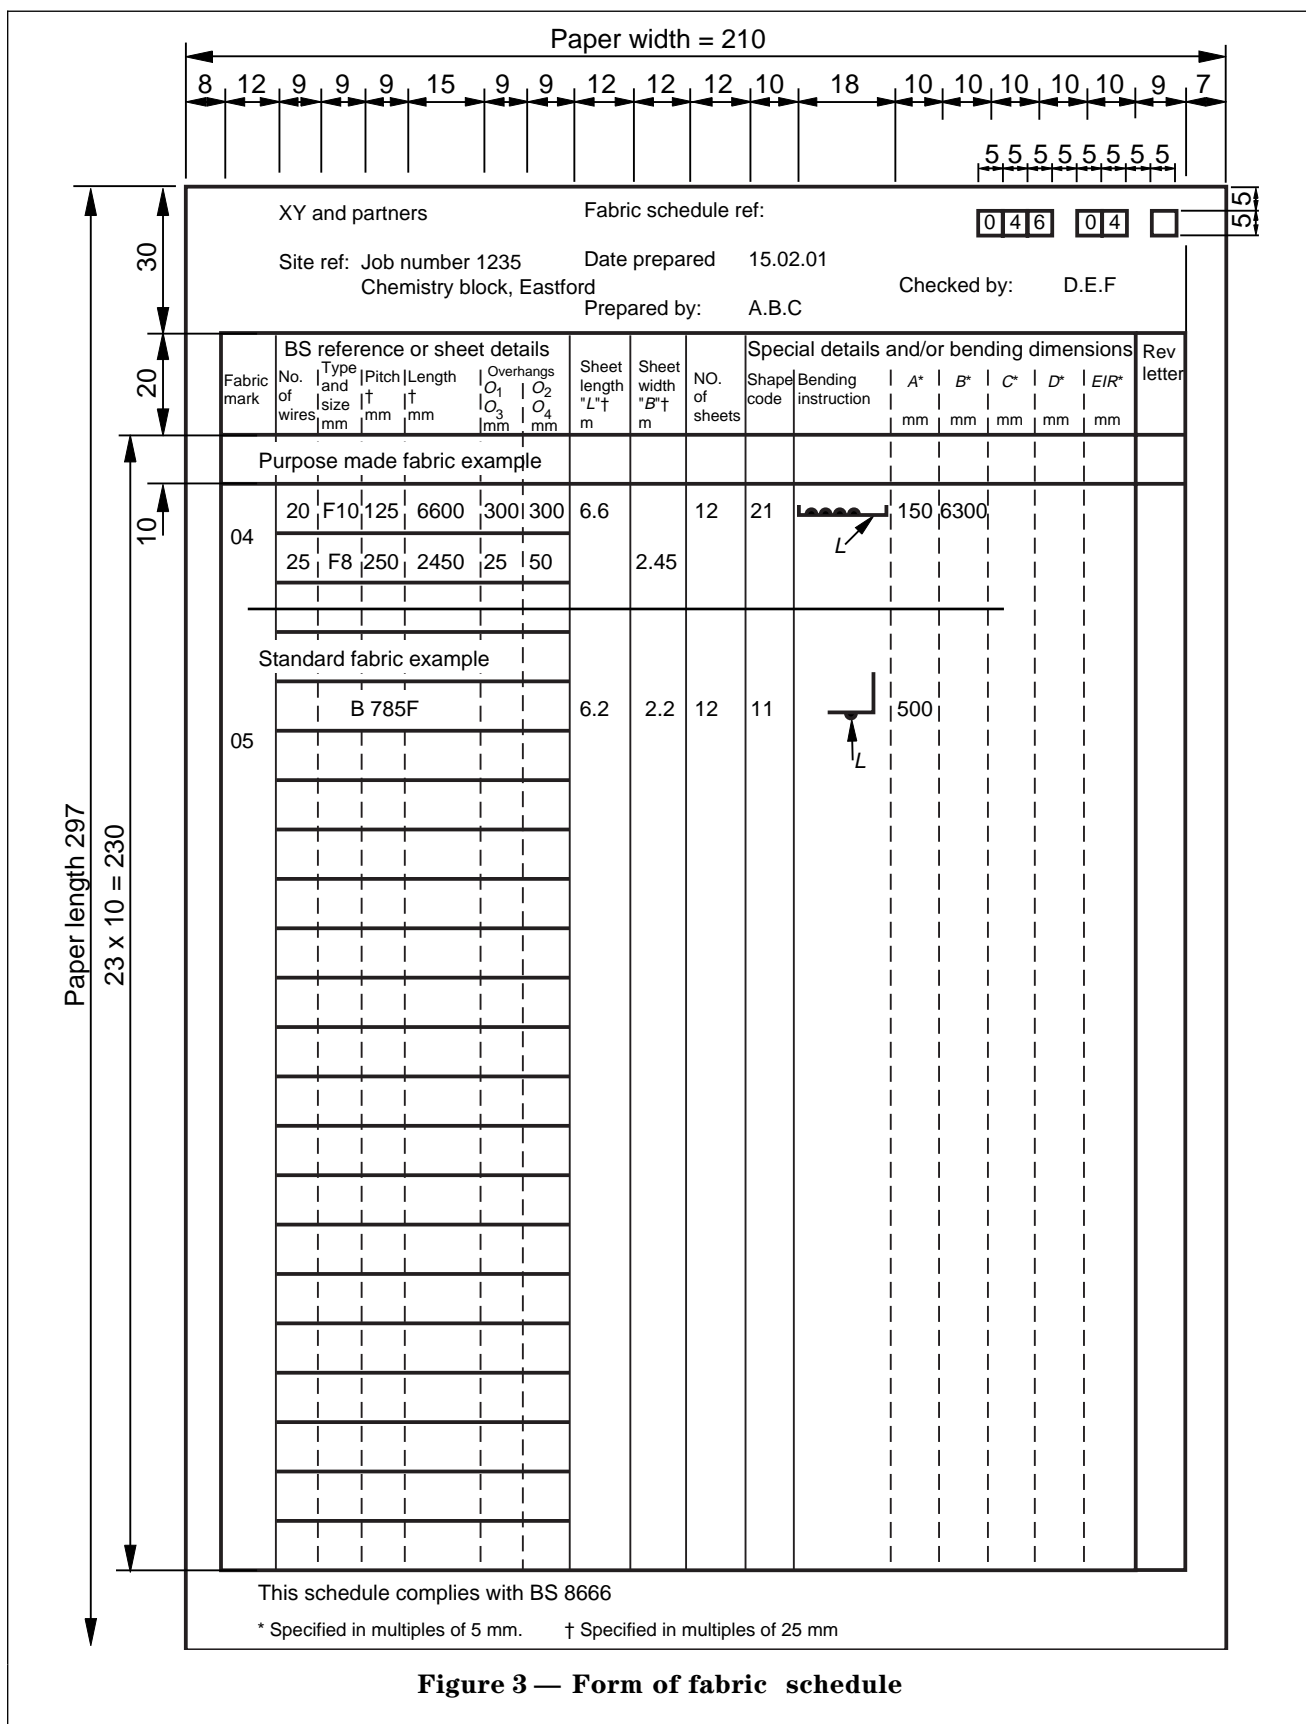 Paper width = 210
8 12 9 9 9 15 9 9 12 12 12 10 18 10 10 10 10 10 9 7
5 5 5 5 5 5 5 5
XY and partners Fabric schedule ref: 0 4 6 0 4
5 5
30
Site ref: Job number 1235 Date prepared 15.02.01
Chemistry block, Eastford Checked by: D.E.F
Prepared by: A.B.C
20
BS reference or sheet details Special details and/or bending dimensions
Fabric mark
No. of wires
Type and size mm
Pitch † mm
Length † mm
Overhangs
O1 O3 mm
O2 O4 mm
Sheet length "L"† m
Sheet width "B"† m
NO. of sheets
Shape code
Bending instruction
A* mm
B* mm
C* mm
D* mm
EIR* mm
Rev letter
Purpose made fabric example
10
04
20 F10 125 6600 300 300 6.6 12 21 L 150 6300
25 F8 250 2450 25 50 2.45
Standard fabric example
B 785F 6.2 2.2 12 11 500
05
L
Paper length 297
23 x 10 = 230
This schedule complies with BS 8666
* Specified in multiples of 5 mm. † Specified in multiples of 25 mm
Figure 3 — Form of fabric schedule